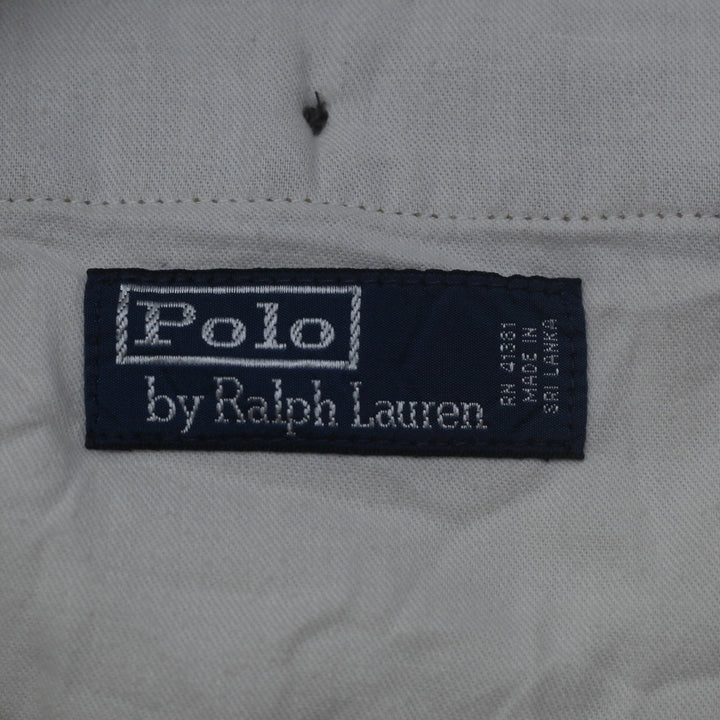 Polo
by Ralph Lauren
RN 41381
MADE IN
SRI LANKA